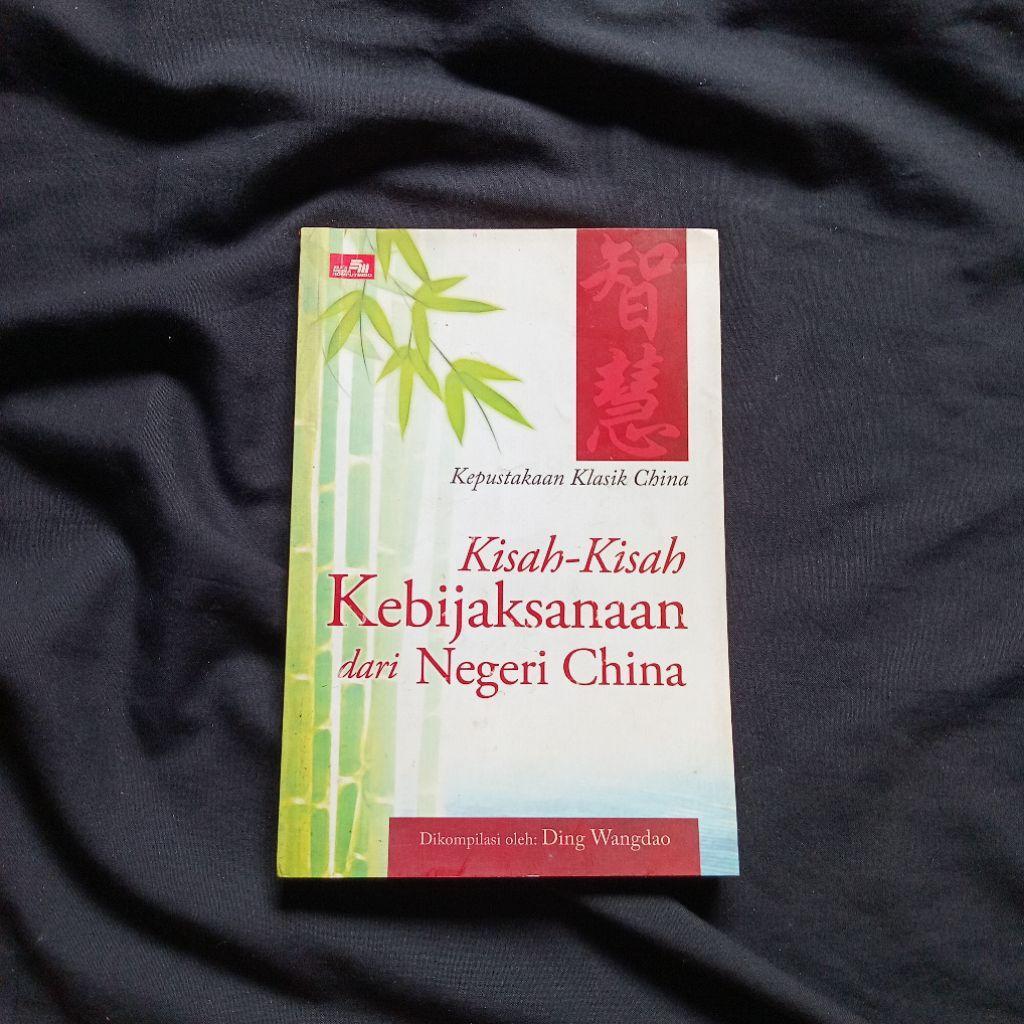 智慧
Kepustakaan Klasik China
Kisah-Kisah
Kebijaksanaan
dari Negeri China
Dikompilasi oleh: Ding Wangdao